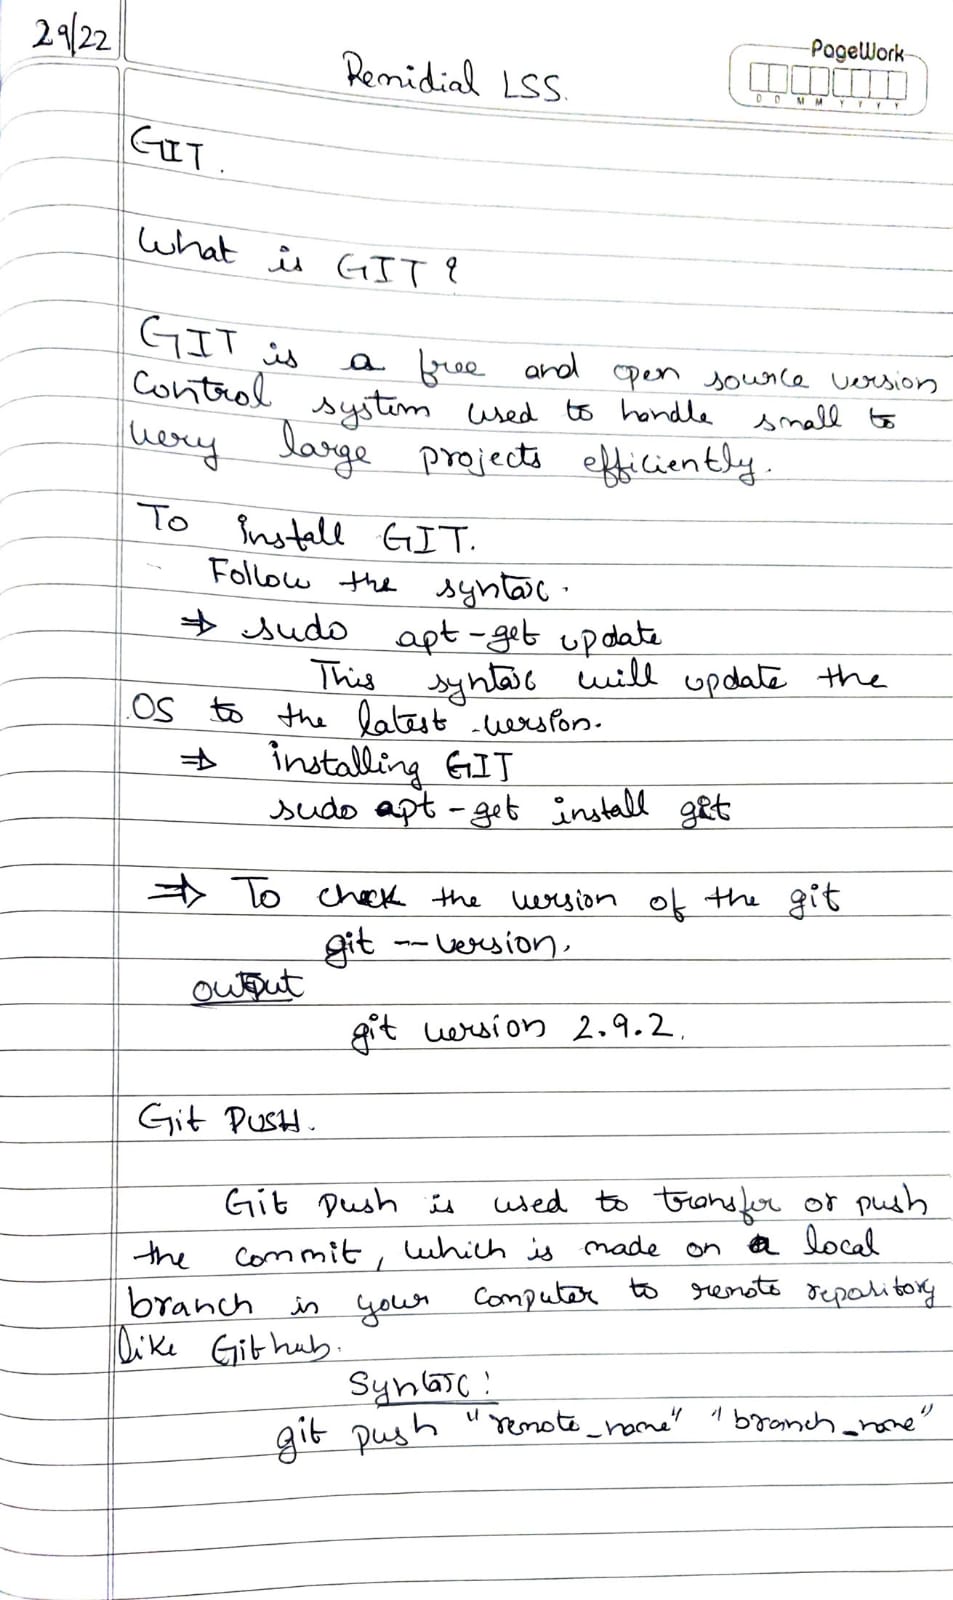 29/22
PageWork
Remidial LSS.
D D M M Y Y Y Y
GIT.
What is GIT?
GIT is a free and open source version
Control system used to handle small to
very large projects efficiently.
To install GIT.
Follow the syntax.
⇒ sudo apt-get update
This syntax will update the
OS to the latest version.
⇒ installing GIT
sudo apt-get install git
⇒ To check the version of the git
git --version.
output
git version 2.9.2.
Git PUSH.
Git Push is used to transfer or push
the commit, which is made on a local
branch in your computer to remote repository
like Github.
Syntax:
git push "remote_name" "branch_name"